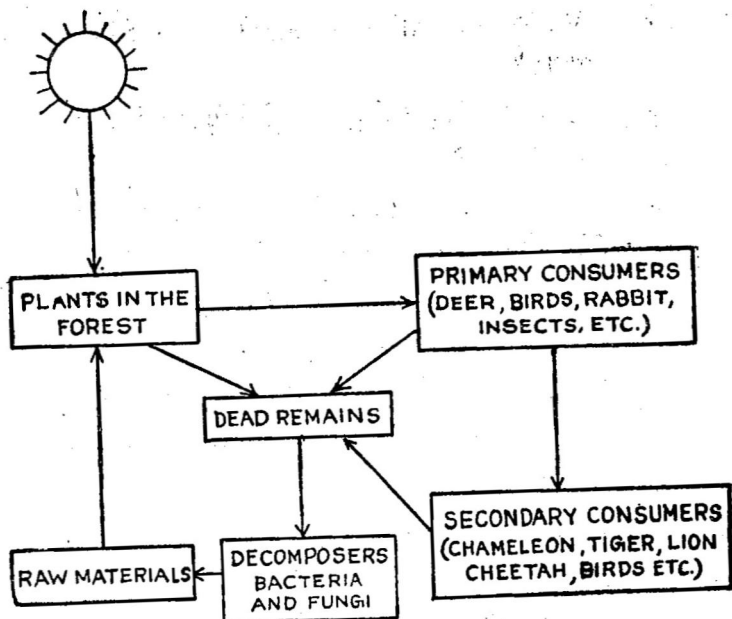 PLANTS IN THE
FOREST
PRIMARY CONSUMERS
(DEER, BIRDS, RABBIT,
INSECTS, ETC.)
DEAD REMAINS
SECONDARY CONSUMERS
(CHAMELEON, TIGER, LION
CHEETAH, BIRDS ETC.)
DECOMPOSERS
BACTERIA
AND FUNGI
RAW MATERIALS